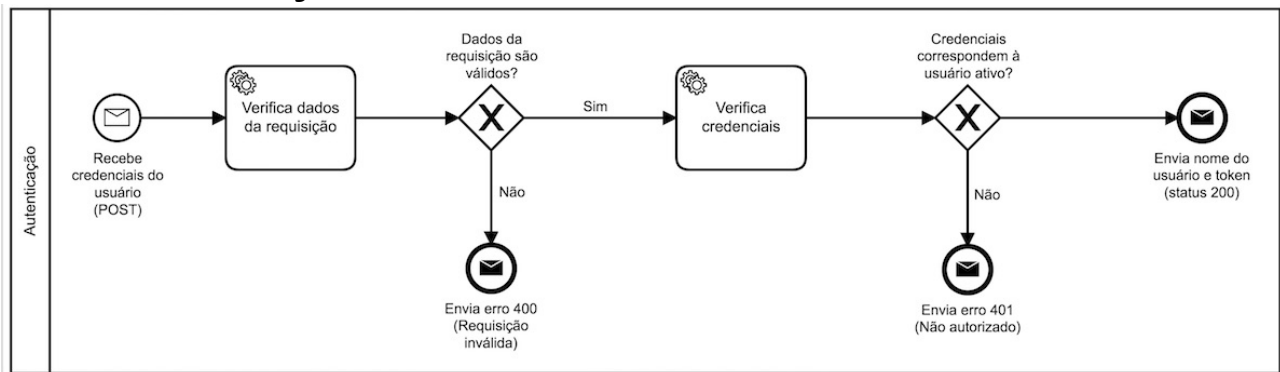 Autenticação
Recebe
credenciais do
usuário
(POST)
Verifica dados
da requisição
Dados da
requisição são
válidos?
Sim
Não
Envia erro 400
(Requisição
inválida)
Verifica
credenciais
Credenciais
correspondem à
usuário ativo?
Não
Envia erro 401
(Não autorizado)
Envia nome do
usuário e token
(status 200)